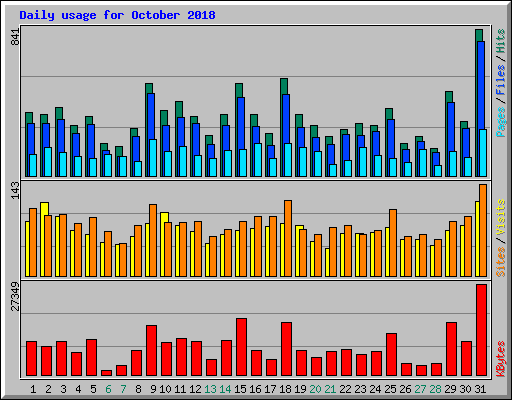 Daily usage for October 2018
841
Pages / Files / Hits
143
Sites / Visits
27349
KBytes
1 2 3 4 5 6 7 8 9 10 11 12 13 14 15 16 17 18 19 20 21 22 23 24 25 26 27 28 29 30 31